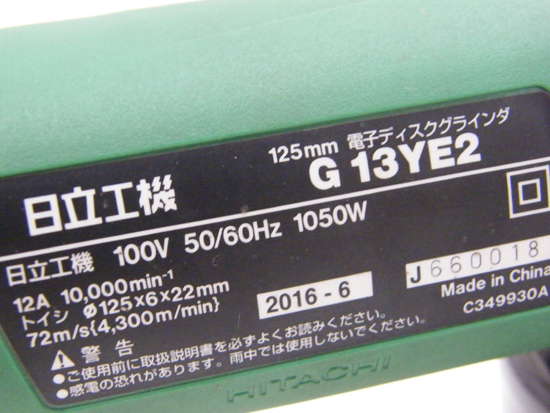 125mm 電子ディスクグラインダ
日立工機 G 13YE2
日立工機 100V 50/60Hz 1050W
12A 10,000min⁻¹
トイシ φ125×6×22mm
72m/s{4,300m/min}
2016 - 6
J 660018
Made in China
C349930A
⚠ 警告
●ご使用前に取扱説明書を必ずよくお読みください。
●感電の恐れがあります。雨中では使用しないでください。
HITACHI